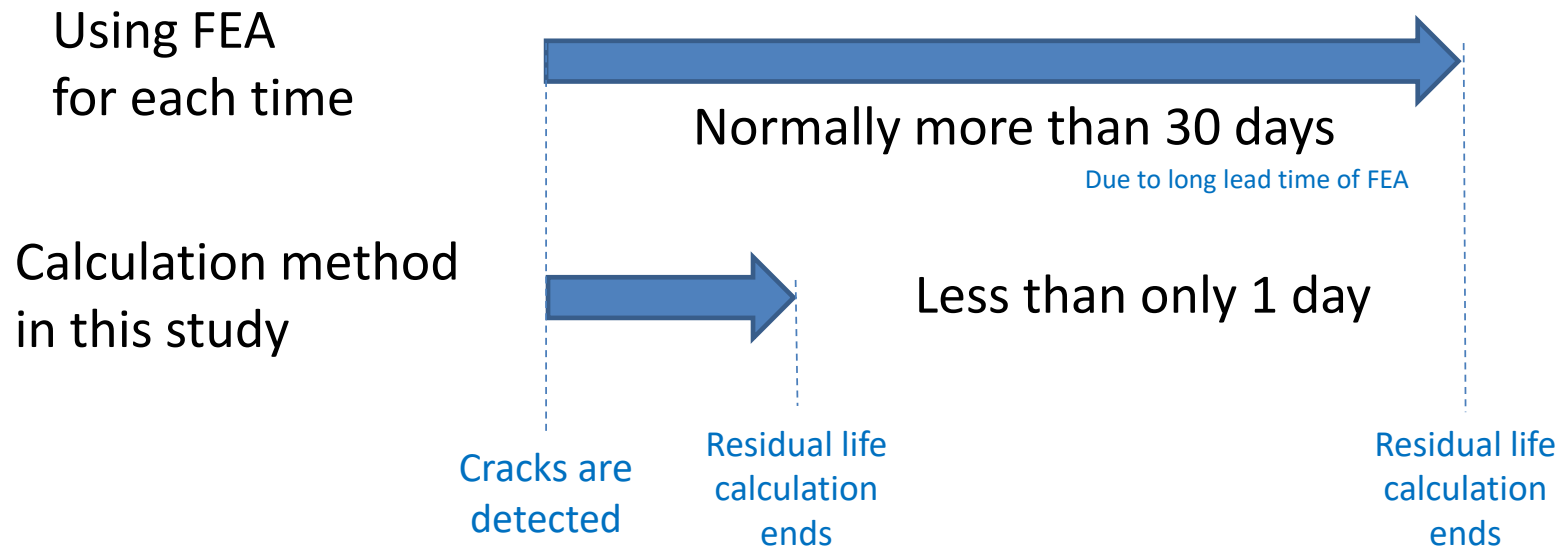 Using FEA
for each time
Normally more than 30 days
Due to long lead time of FEA
Calculation method
in this study
Less than only 1 day
Cracks are
detected
Residual life
calculation
ends
Residual life
calculation
ends